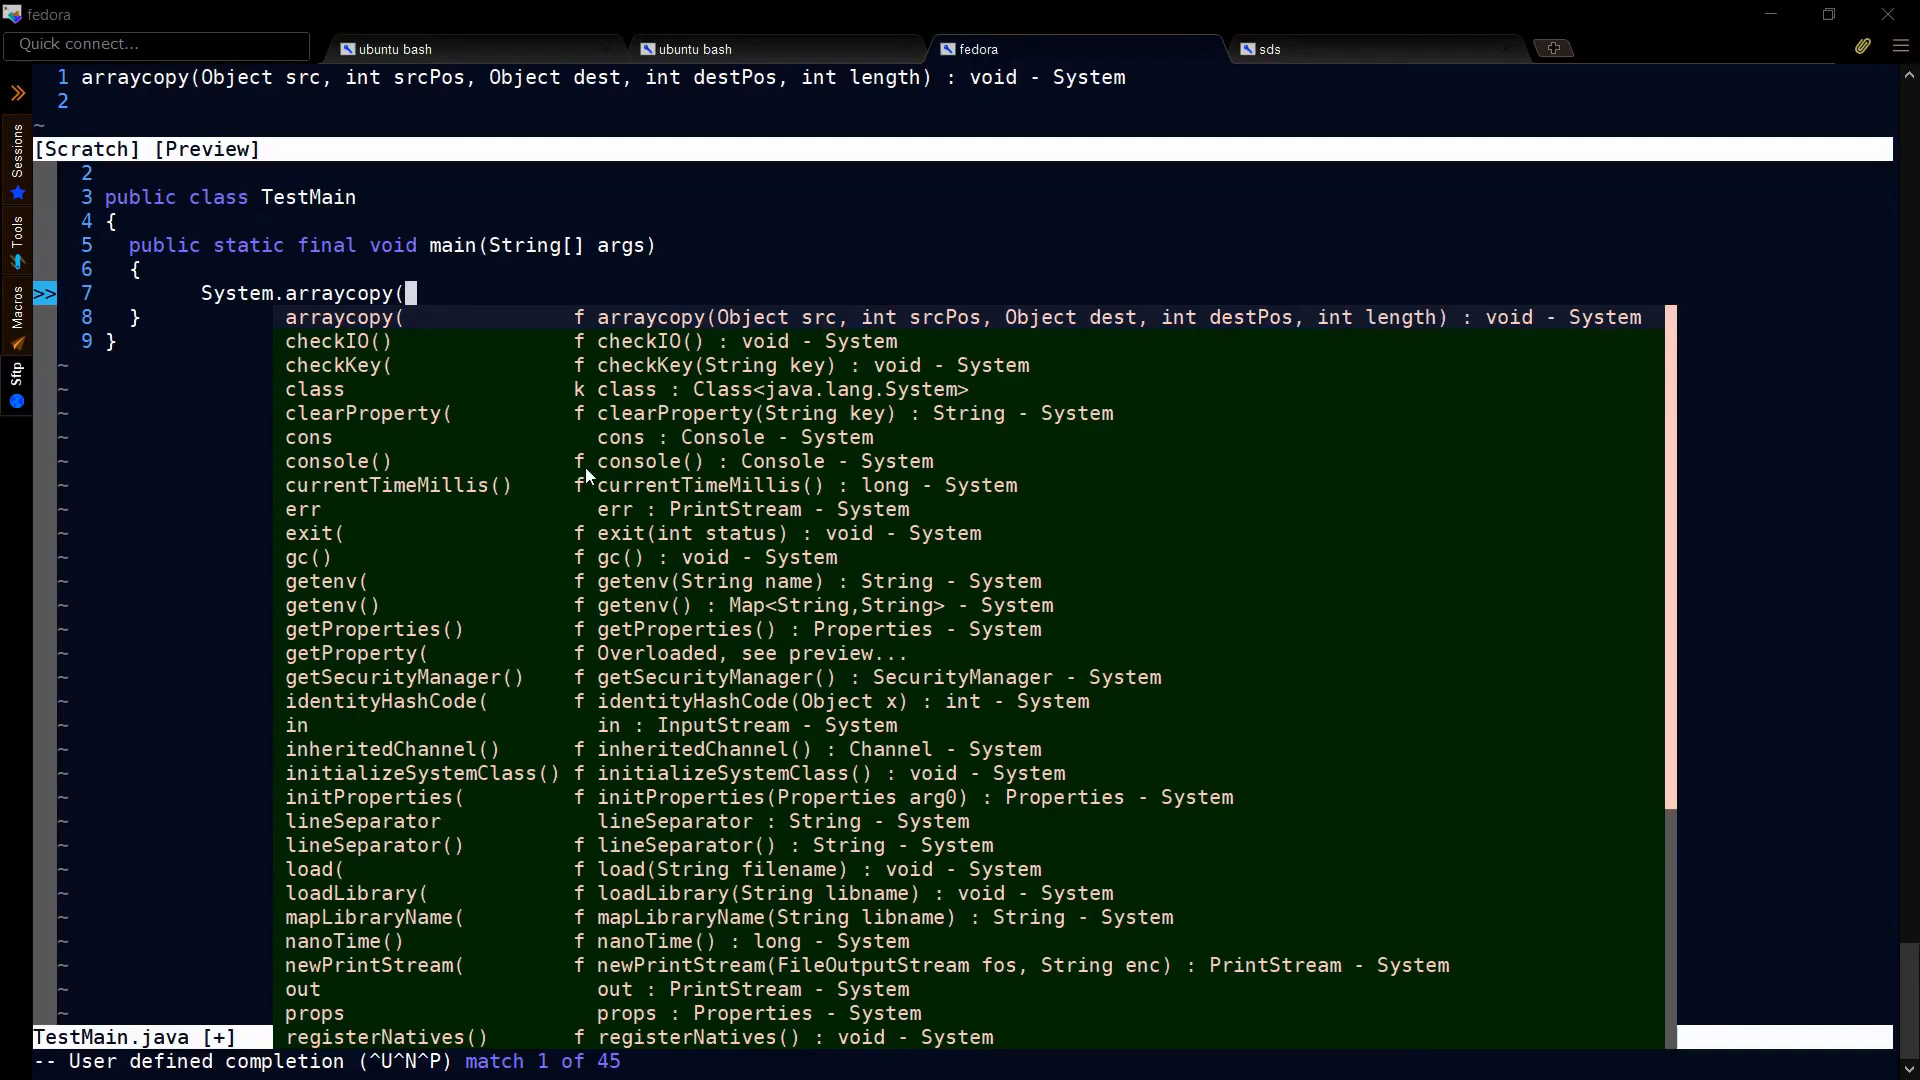 fedora
Quick connect...
ubuntu bash
ubuntu bash
fedora
sds
Sessions
Tools
Macros
Sftp
1 arraycopy(Object src, int srcPos, Object dest, int destPos, int length) : void - System
2
~
[Scratch] [Preview]
2
3 public class TestMain
4 {
5 public static final void main(String[] args)
6 {
>> 7 System.arraycopy(
8 }
9 }
arraycopy( f arraycopy(Object src, int srcPos, Object dest, int destPos, int length) : void - System
checkIO() f checkIO() : void - System
checkKey( f checkKey(String key) : void - System
class k class : Class<java.lang.System>
clearProperty( f clearProperty(String key) : String - System
cons cons : Console - System
console() f console() : Console - System
currentTimeMillis() f currentTimeMillis() : long - System
err err : PrintStream - System
exit( f exit(int status) : void - System
gc() f gc() : void - System
getenv( f getenv(String name) : String - System
getenv() f getenv() : Map<String,String> - System
getProperties() f getProperties() : Properties - System
getProperty( f Overloaded, see preview...
getSecurityManager() f getSecurityManager() : SecurityManager - System
identityHashCode( f identityHashCode(Object x) : int - System
in in : InputStream - System
inheritedChannel() f inheritedChannel() : Channel - System
initializeSystemClass() f initializeSystemClass() : void - System
initProperties( f initProperties(Properties arg0) : Properties - System
lineSeparator lineSeparator : String - System
lineSeparator() f lineSeparator() : String - System
load( f load(String filename) : void - System
loadLibrary( f loadLibrary(String libname) : void - System
mapLibraryName( f mapLibraryName(String libname) : String - System
nanoTime() f nanoTime() : long - System
newPrintStream( f newPrintStream(FileOutputStream fos, String enc) : PrintStream - System
out out : PrintStream - System
props props : Properties - System
registerNatives() f registerNatives() : void - System
TestMain.java [+]
-- User defined completion (^U^N^P) match 1 of 45